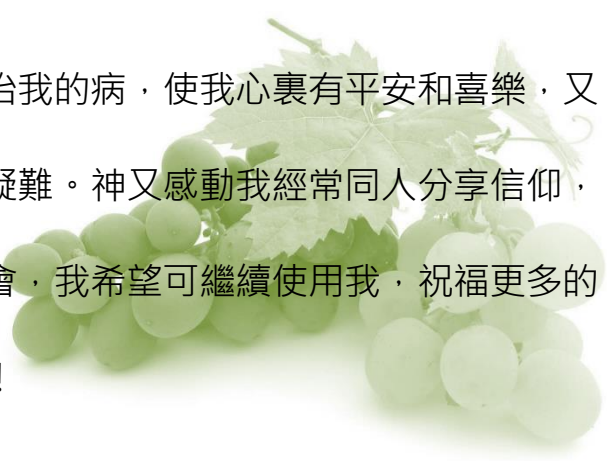 治我的病，使我心裏有平安和喜樂，又
疑難。神又感動我經常同人分享信仰，
會，我希望可繼續使用我，祝福更多的
！